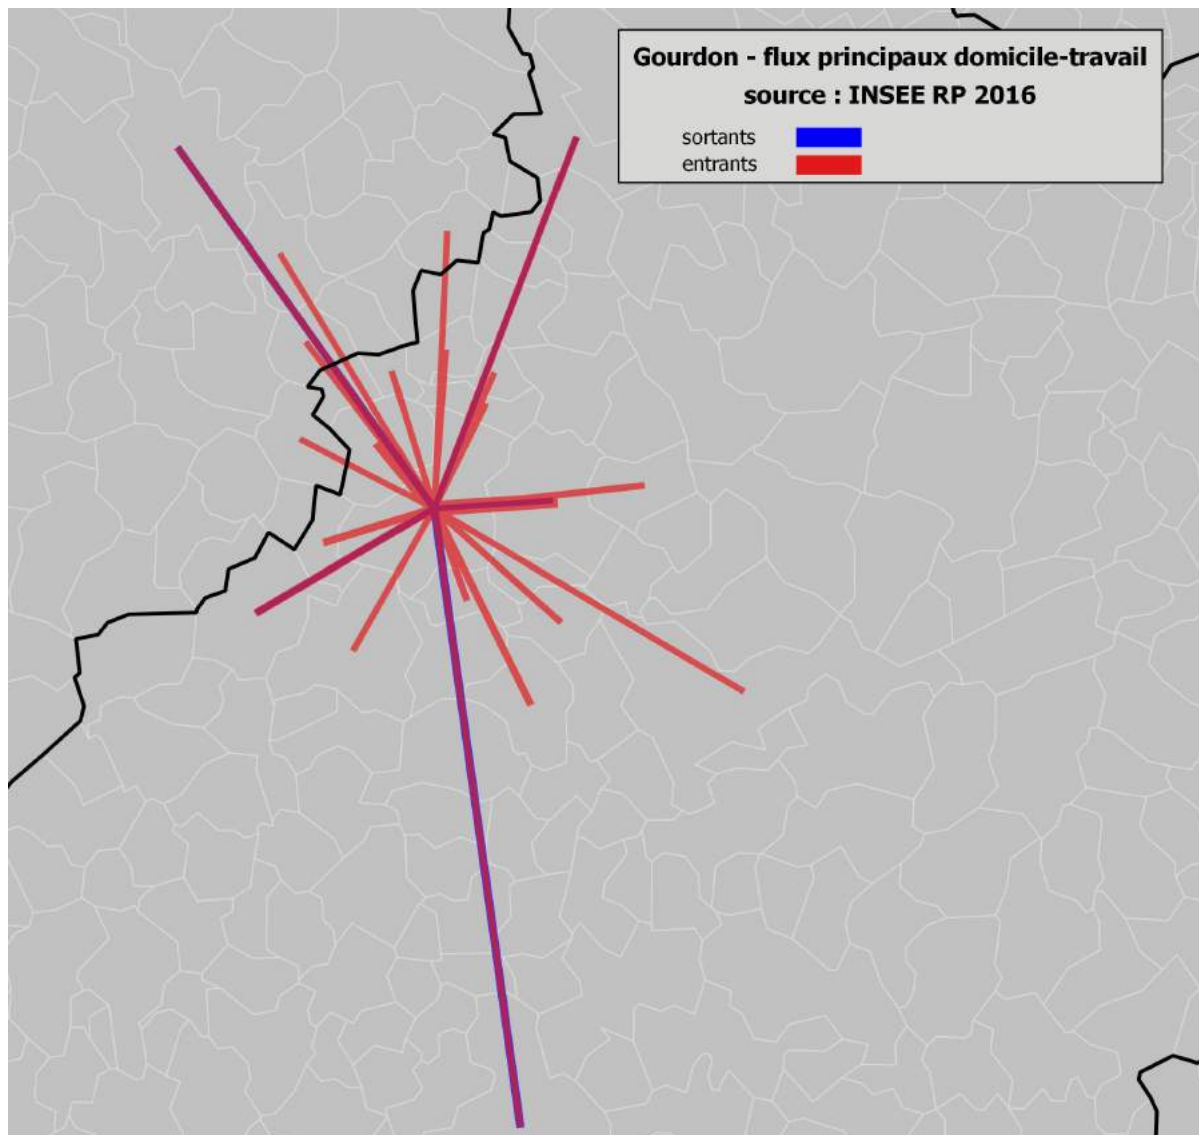 Gourdon - flux principaux domicile-travail
source : INSEE RP 2016
sortants
entrants